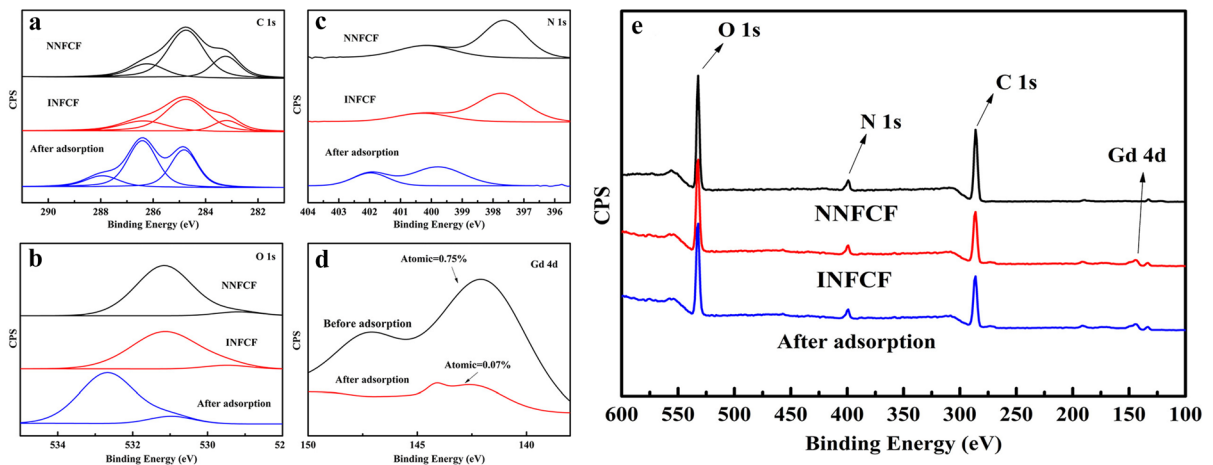 a
C 1s
NNFCF
INFCF
After adsorption
CPS
291 290 288 286 284 282
Binding Energy (eV)
c
N 1s
NNFCF
INFCF
After adsorption
CPS
404 403 402 401 400 399 398 397 396
Binding Energy (eV)
b
O 1s
NNFCF
INFCF
After adsorption
CPS
534 532 530 52
Binding Energy (eV)
d
Gd 4d
Atomic=0.75%
Before adsorption
After adsorption
Atomic=0.07%
CPS
150 145 140
Binding Energy (eV)
e
O 1s
C 1s
N 1s
Gd 4d
NNFCF
INFCF
After adsorption
CPS
600 550 500 450 400 350 300 250 200 150 100
Binding Energy (eV)